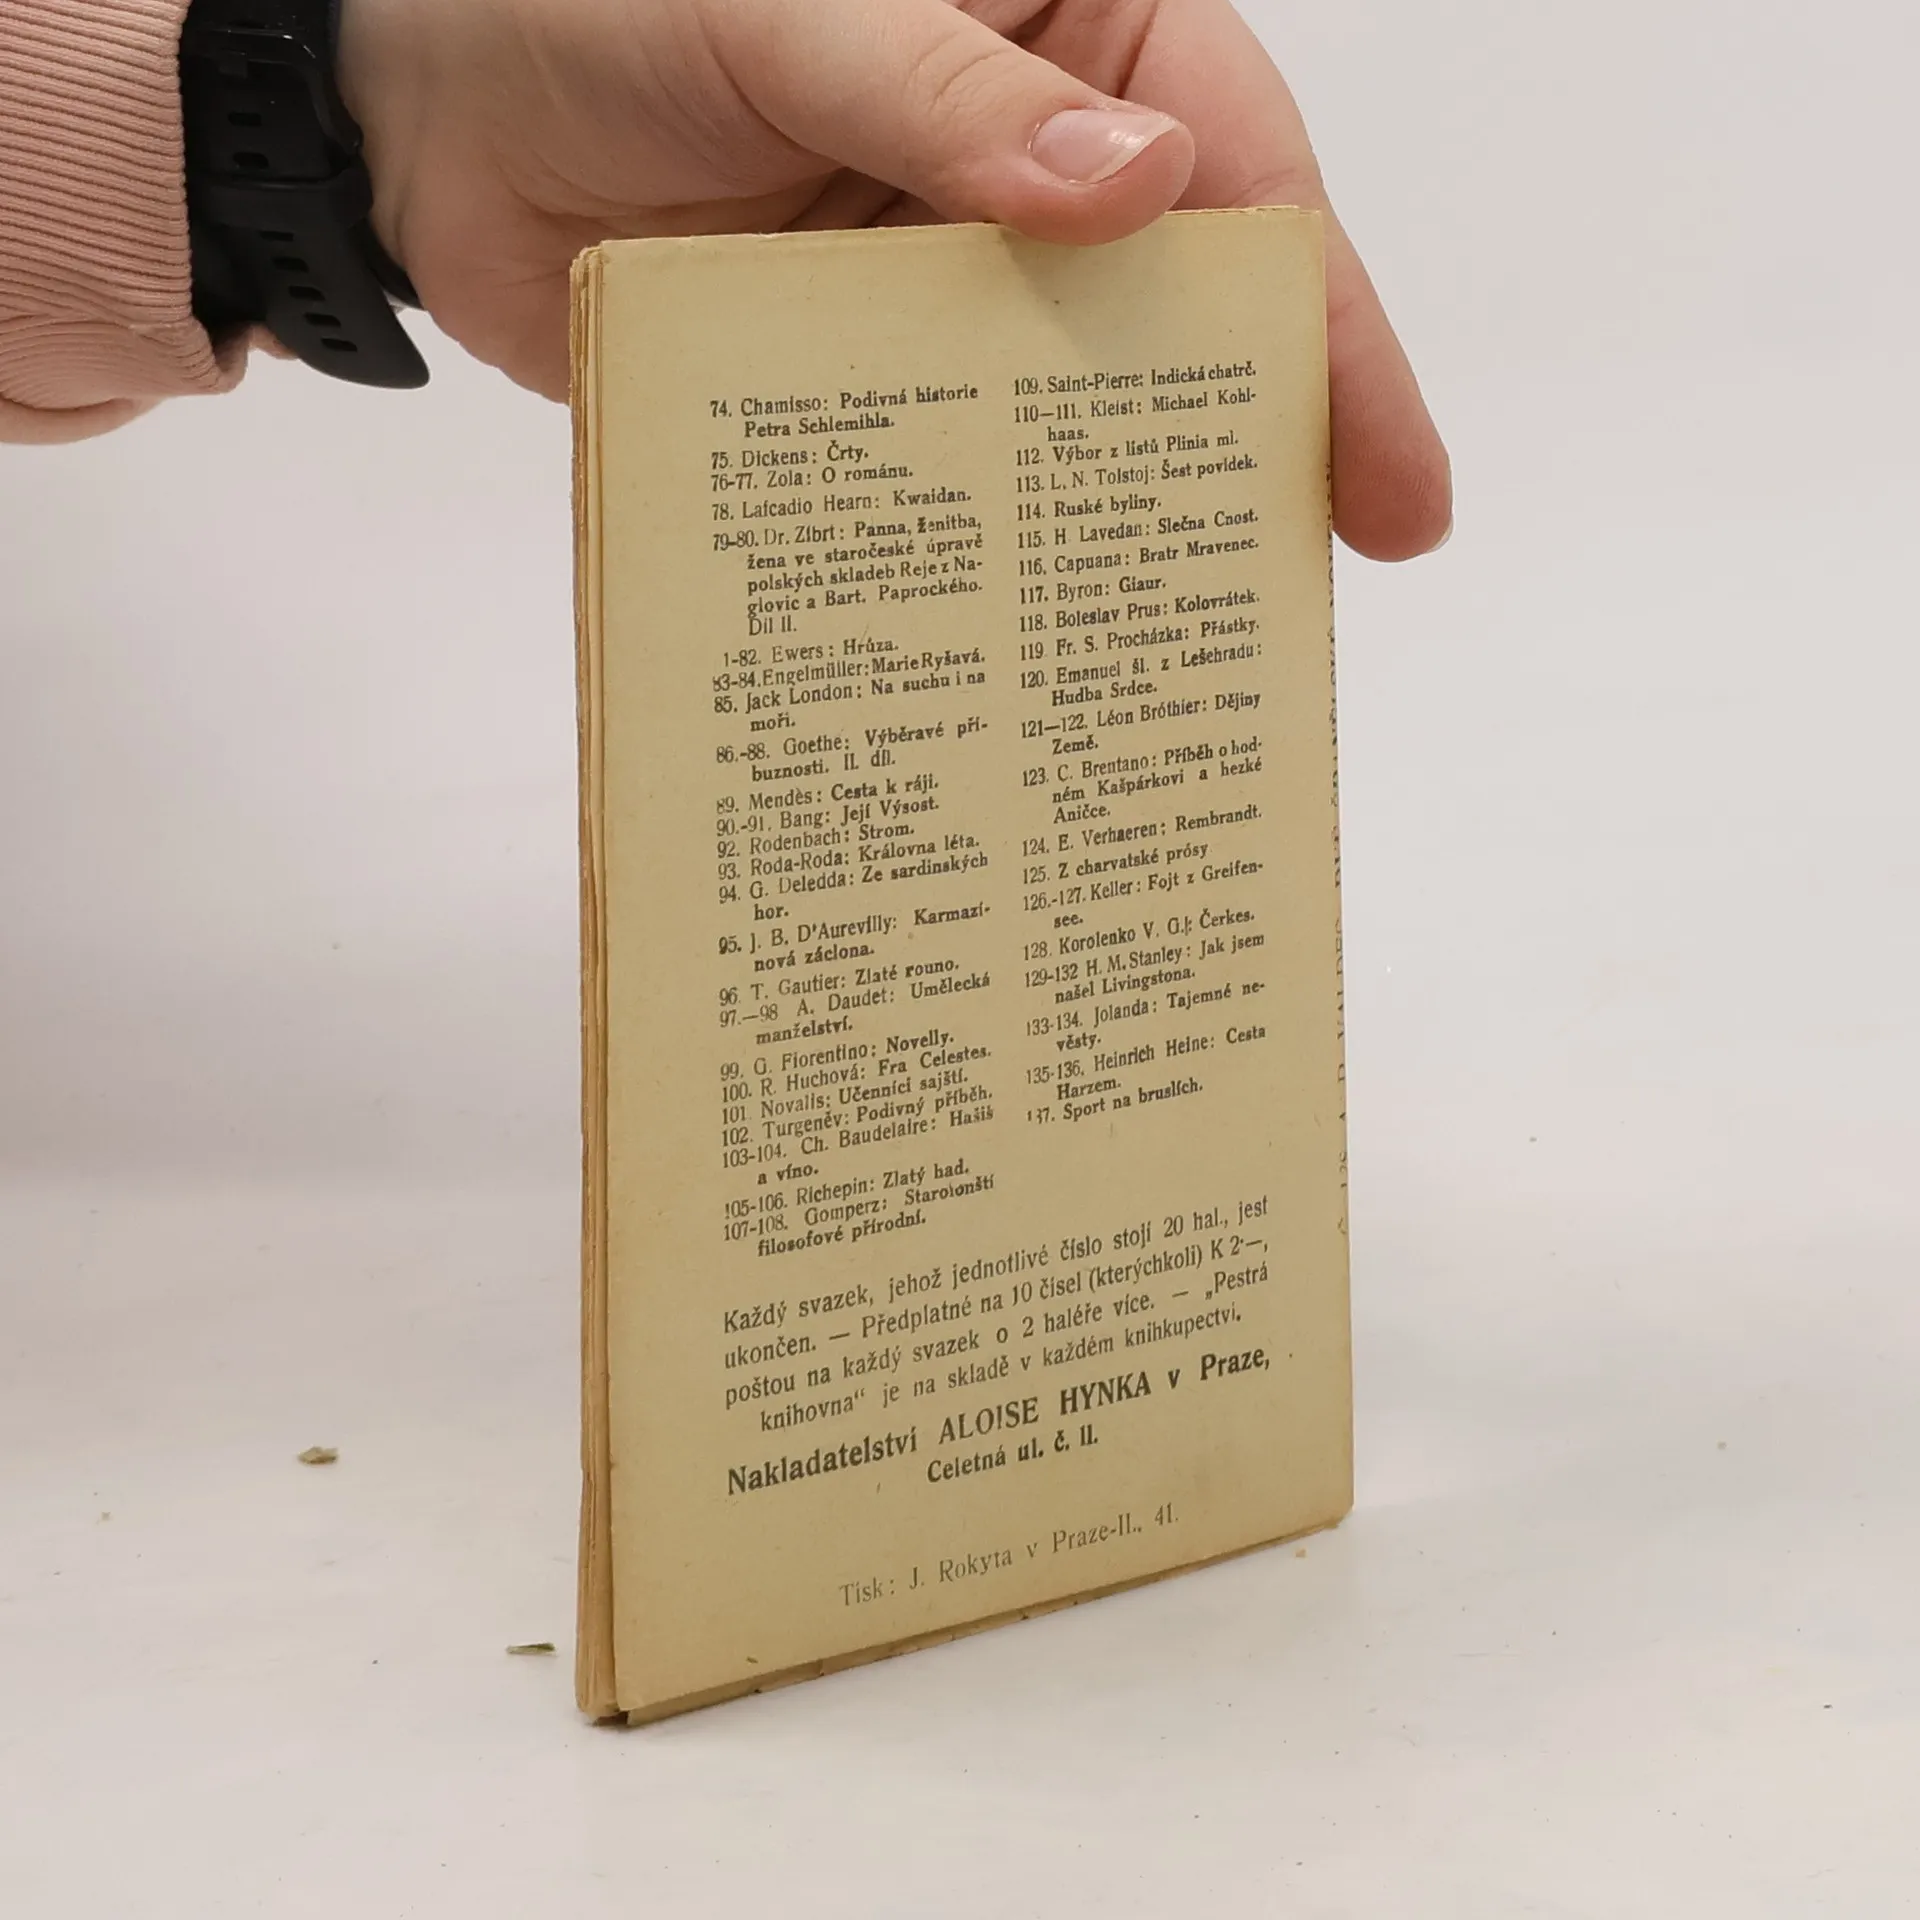 74. Chamisso: Podivná historie
Petra Schlemihla.
75. Dickens: Črty.
76-77. Zola: O románu.
78. Lafcadio Hearn: Kwaidan.
79-80. Dr. Zíbrt: Panna, ženitba,
žena ve staročeské úpravě
polských skladeb Reje z Na-
glovic a Bart. Paprockého.
Díl II.
1-82. Ewers: Hrůza.
83-84. Engelmüller: Marie Ryšavá.
85. Jack London: Na suchu i na
moři.
86.-88. Goethe: Výběravé pří-
buznosti. II. díl.
89. Mendès: Cesta k ráji.
90.-91. Bang: Její Výsost.
92. Rodenbach: Strom.
93. Roda-Roda: Královna léta.
94. G. Deledda: Ze sardinských
hor.
95. J. B. D'Aurevilly: Karmazí-
nová záclona.
96. T. Gautier: Zlaté rouno.
97.—98 A. Daudet: Umělecká
manželství.
99. G. Fiorentino: Novelly.
100. R. Huchová: Fra Celestes.
101. Novalis: Učenníci sajští.
102. Turgeněv: Podivný příběh.
103-104. Ch. Baudelaire: Hašiš
a víno.
105-106. Richepin: Zlatý had.
107-108. Gomperz: Staroionští
filosofové přírodní.
109. Saint-Pierre: Indická chatrč.
110—111. Kleist: Michael Kohl-
haas.
112. Výbor z listů Plinia ml.
113. L. N. Tolstoj: Šest povídek.
114. Ruské byliny.
115. H. Lavedan: Slečna Cnost.
116. Capuana: Bratr Mravenec.
117. Byron: Giaur.
118. Boleslav Prus: Kolovrátek.
119. Fr. S. Procházka: Přástky.
120. Emanuel šl. z Lešehradu:
Hudba Srdce.
121—122. Léon Bróthier: Dějiny
Země.
123. C. Brentano: Příběh o hod-
ném Kašpárkovi a hezké
Aničce.
124. E. Verhaeren: Rembrandt.
125. Z charvatské prósy
126.-127. Keller: Fojt z Greifen-
see.
128. Korolenko V. G.: Čerkes.
129-132 H. M. Stanley: Jak jsem
našel Livingstona.
133-134. Jolanda: Tajemné ne-
věsty.
135-136. Heinrich Heine: Cesta
Harzem.
137. Sport na bruslích.
Každý svazek, jehož jednotlivé číslo stojí 20 hal., jest
ukončen. — Předplatné na 10 čísel (kterýchkoli) K 2·—,
poštou na každý svazek o 2 haléře více. — „Pestrá
knihovna“ je na skladě v každém knihkupectví.
Nakladatelství ALOISE HYNKA v Praze,
Celetná ul. č. 11.
Tisk: J. Rokyta v Praze-II., 41.